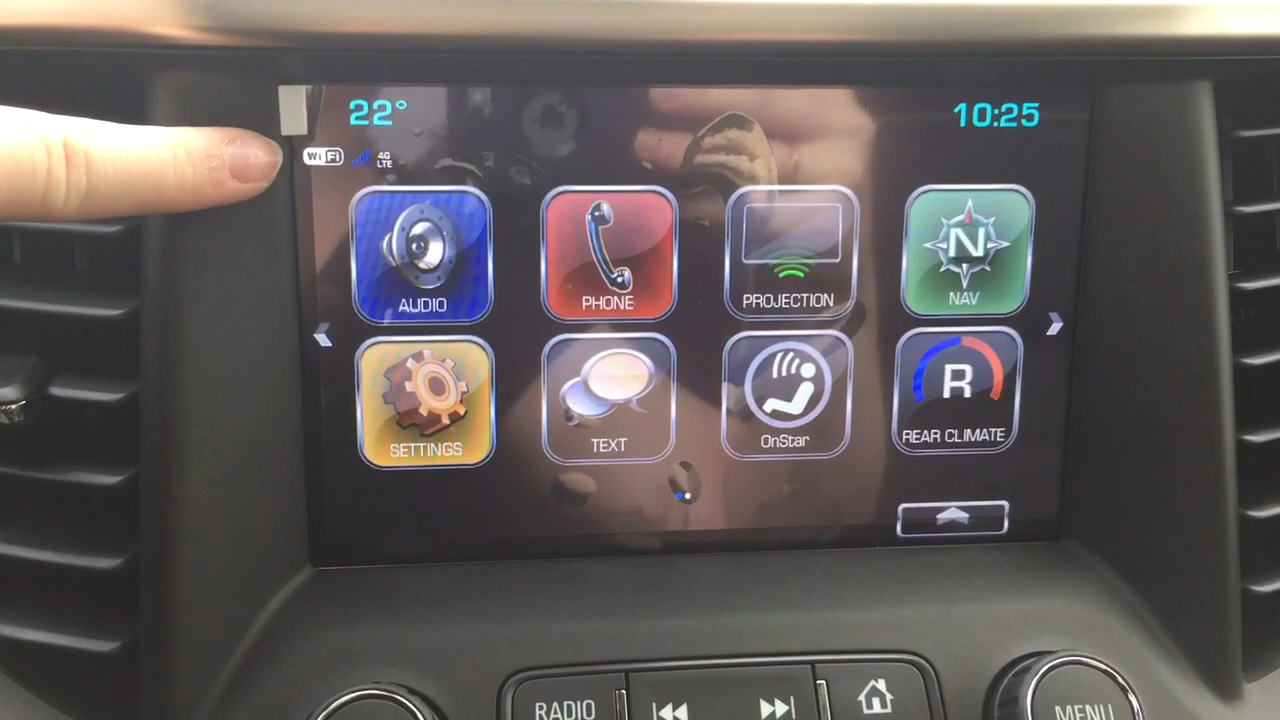 22° 10:25
WiFi 4G LTE
AUDIO PHONE PROJECTION N NAV
SETTINGS TEXT OnStar R REAR CLIMATE
RADIO MENU